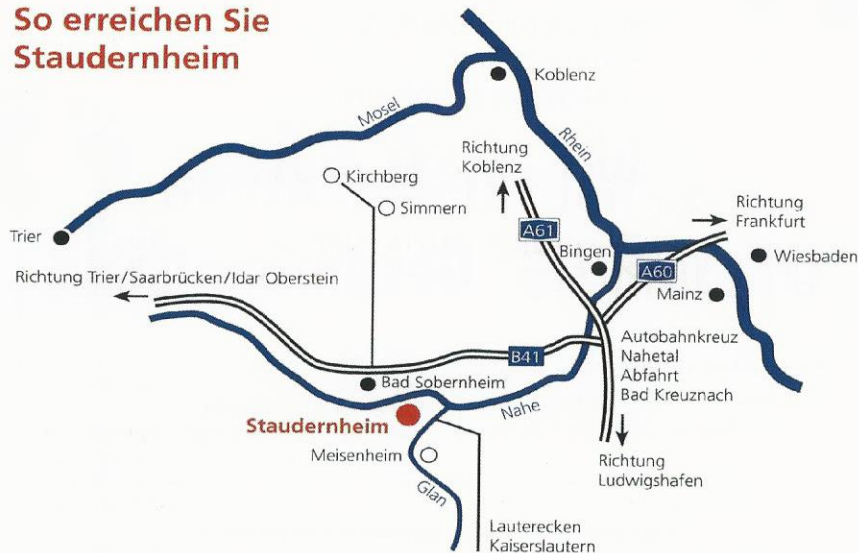 So erreichen Sie
Staudernheim
Koblenz
Mosel
Rhein
Richtung
Koblenz
Kirchberg
Simmern
Richtung
Frankfurt
A61
Trier
Bingen
Wiesbaden
A60
Richtung Trier/Saarbrücken/Idar Oberstein
Mainz
Autobahnkreuz
Nahetal
Abfahrt
Bad Kreuznach
B41
Bad Sobernheim
Nahe
Staudernheim
Meisenheim
Richtung
Ludwigshafen
Glan
Lauterecken
Kaiserslautern